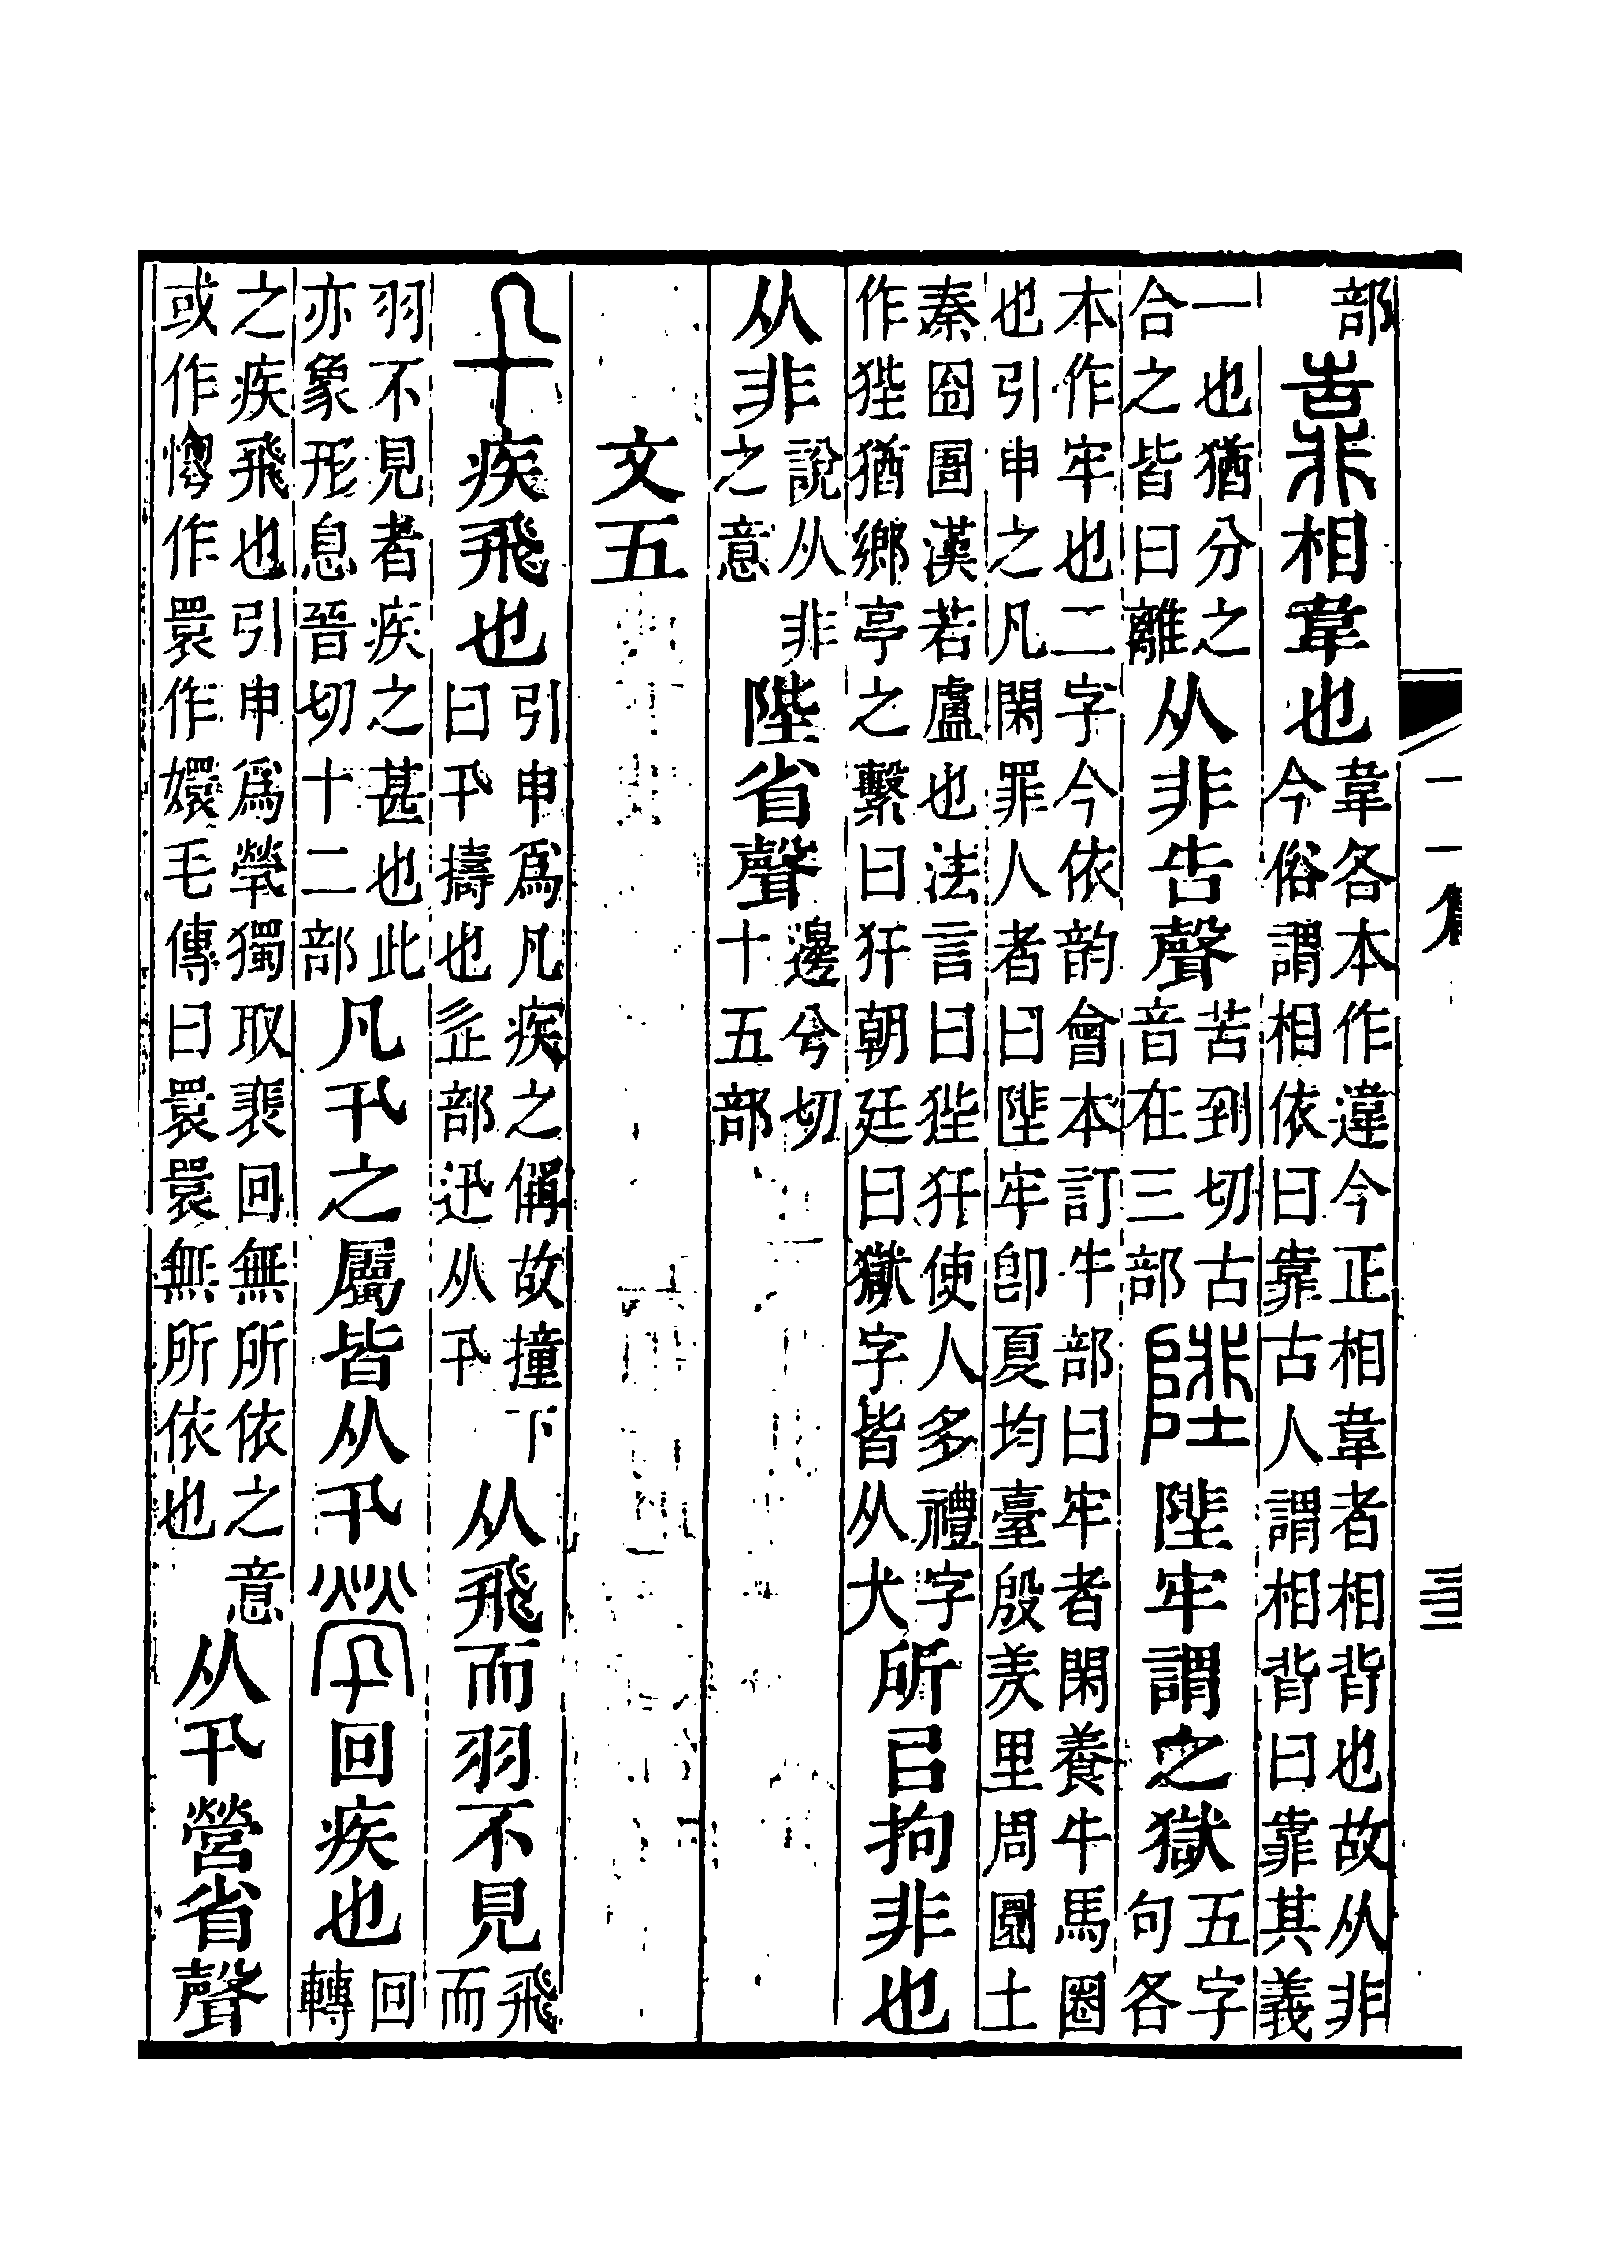 部靠相韋也韋各本作違今正相韋者相背也故从非今俗謂相依曰靠古人謂相背曰靠其義
一也猶分之合之皆曰離从非告聲苦到切古音在三部陛陛牢謂之獄五字句各
本作牢也二字今依韵會本訂牛部曰牢者閑養牛馬圈也引申之凡閑罪人者曰陛牢卽夏均臺殷羑里周圜土
秦囹圄漢若盧也法言曰狴犴使人多禮字作狴猶鄉亭之繫曰犴朝廷曰獄字皆从犬所㠯拘非也
从非說从非之意陛省聲邊兮切十五部
文五
卂疾飛也引申爲凡疾之偁故撞下曰卂擣也辵部迅从卂从飛而羽不見飛而
羽不見者疾之甚也此亦象形息晉切十二部凡卂之屬皆从卂煢回疾也回轉
之疾飛也引申爲煢獨取裴回無所依之意或作惸作睘作嬛毛傳曰睘睘無所依也从卂營省聲